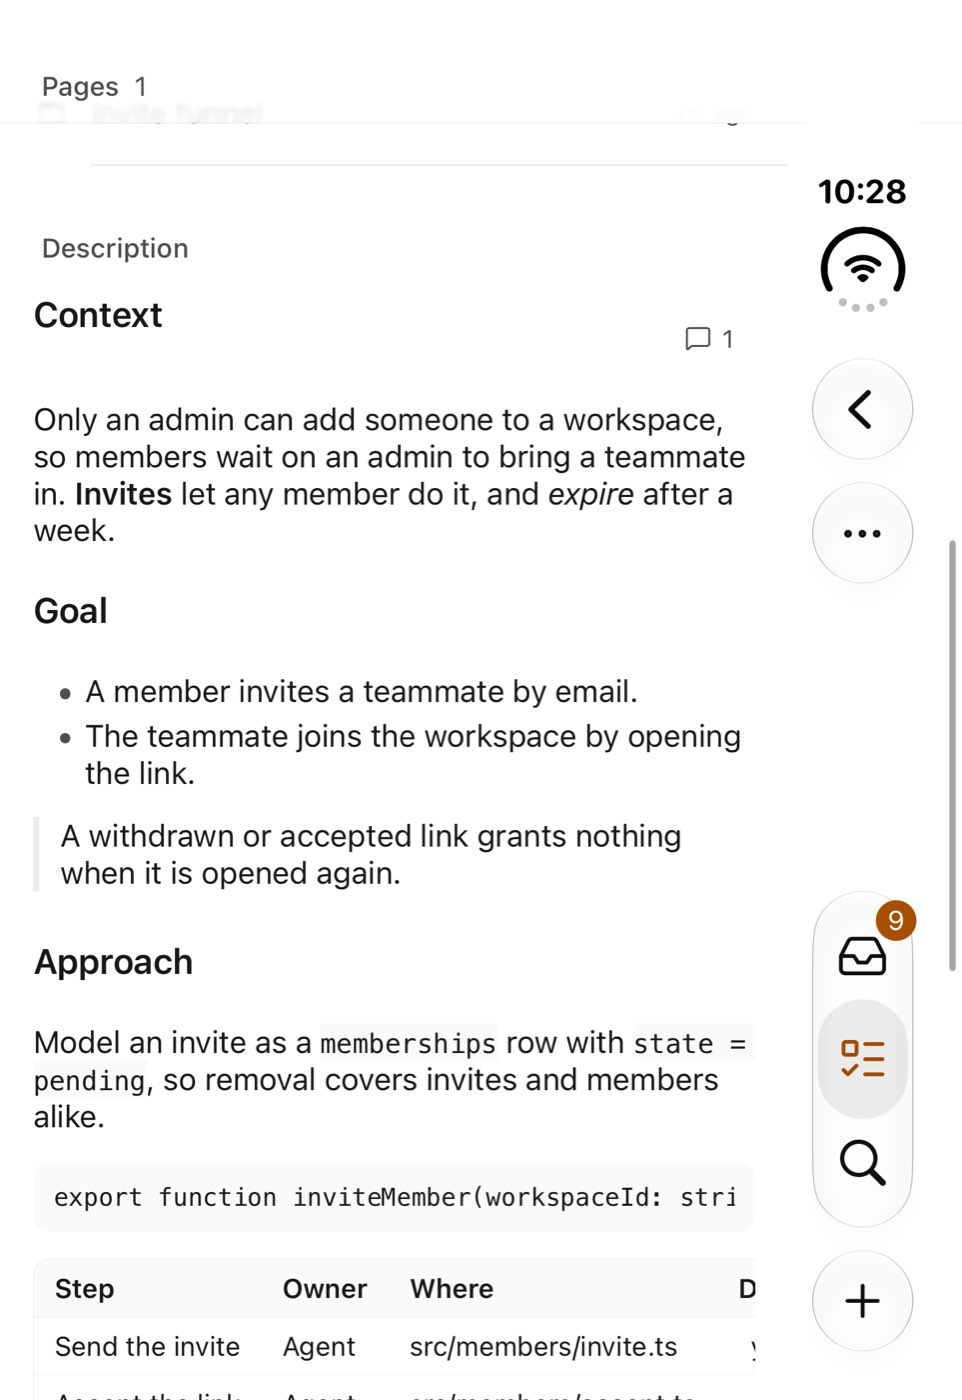 Pages 1
Invite funnel
10:28
Description
Context
1
Only an admin can add someone to a workspace,
so members wait on an admin to bring a teammate
in. Invites let any member do it, and expire after a
week.
Goal
• A member invites a teammate by email.
• The teammate joins the workspace by opening
the link.
A withdrawn or accepted link grants nothing
when it is opened again.
9
Approach
Model an invite as a memberships row with state =
pending, so removal covers invites and members
alike.
export function inviteMember(workspaceId: stri
Step Owner Where D
Send the invite Agent src/members/invite.ts y